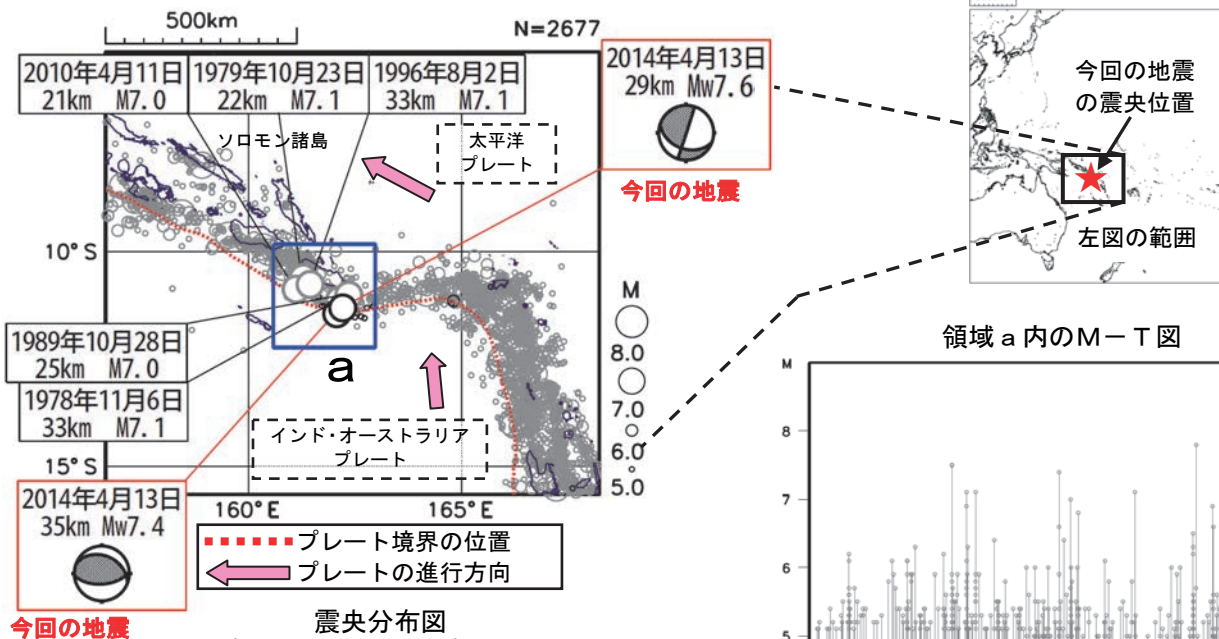 500km
N=2677
2010年4月11日
21km M7.0
1979年10月23日
22km M7.1
1996年8月2日
33km M7.1
2014年4月13日
29km Mw7.6
今回の地震
ソロモン諸島
太平洋
プレート
今回の地震
の震央位置
左図の範囲
10°S
1989年10月28日
25km M7.0
1978年11月6日
33km M7.1
a
M
8.0
7.0
6.0
5.0
インド・オーストラリア
プレート
15°S
160°E
165°E
2014年4月13日
35km Mw7.4
今回の地震
プレート境界の位置
プレートの進行方向
震央分布図
領域a内のM-T図
M
8
7
6
5